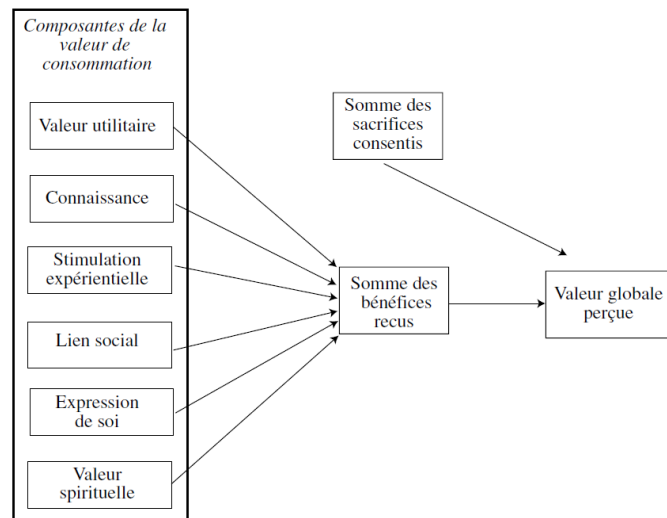 Composantes de la
valeur de
consommation
Valeur utilitaire
Connaissance
Stimulation
expérientielle
Lien social
Expression
de soi
Valeur
spirituelle
Somme des
sacrifices
consentis
Somme des
bénéfices
recus
Valeur globale
perçue